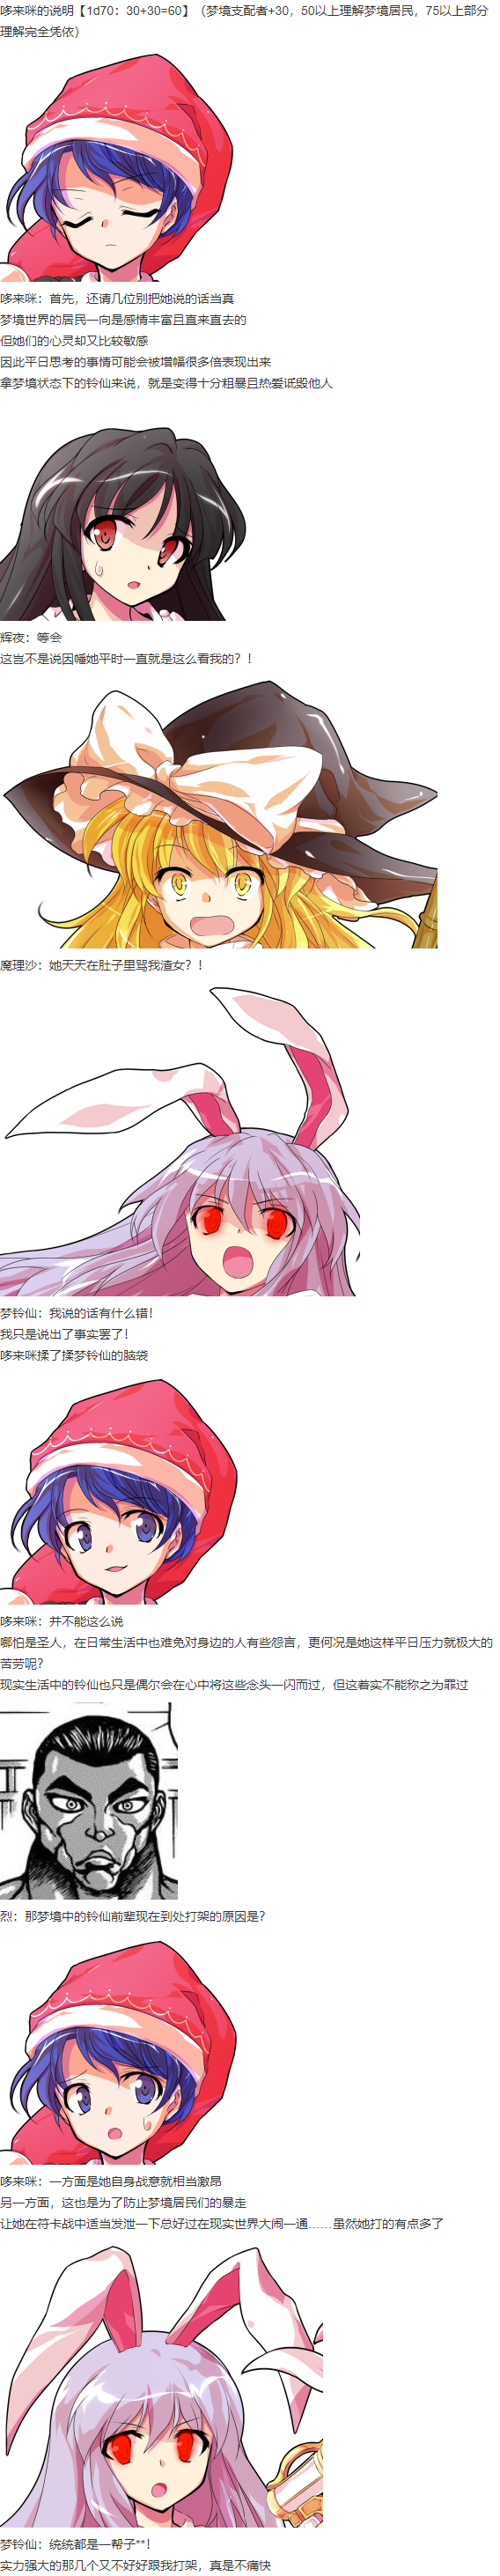 哆来咪的说明【1d70：30+30=60】（梦境支配者+30，50以上理解梦境居民，75以上部分
理解完全凭依）
哆来咪：首先，还请几位别把她说的话当真
梦境世界的居民一向是感情丰富且直来直去的
但她们的心灵却又比较敏感
因此平日思考的事情可能会被增幅很多倍表现出来
拿梦境状态下的铃仙来说，就是变得十分粗暴且热爱诋毁他人
辉夜：等会
这岂不是说因幡她平时一直就是这么看我的？！
魔理沙：她天天在肚子里骂我渣女？！
梦铃仙：我说的话有什么错！
我只是说出了事实罢了！
哆来咪揉了揉梦铃仙的脑袋
哆来咪：并不能这么说
哪怕是圣人，在日常生活中也难免对身边的人有些怨言，更何况是她这样平日压力就极大的
苦劳呢？
现实生活中的铃仙也只是偶尔会在心中将这些念头一闪而过，但这着实不能称之为罪过
烈：那梦境中的铃仙前辈现在到处打架的原因是？
哆来咪：一方面是她自身战意就相当激昂
另一方面，这也是为了防止梦境居民们的暴走
让她在符卡战中适当发泄一下总好过在现实世界大闹一通……虽然她打的有点多了
梦铃仙：统统都是一帮子**！
实力强大的那几个又不好好跟我打架，真是不痛快